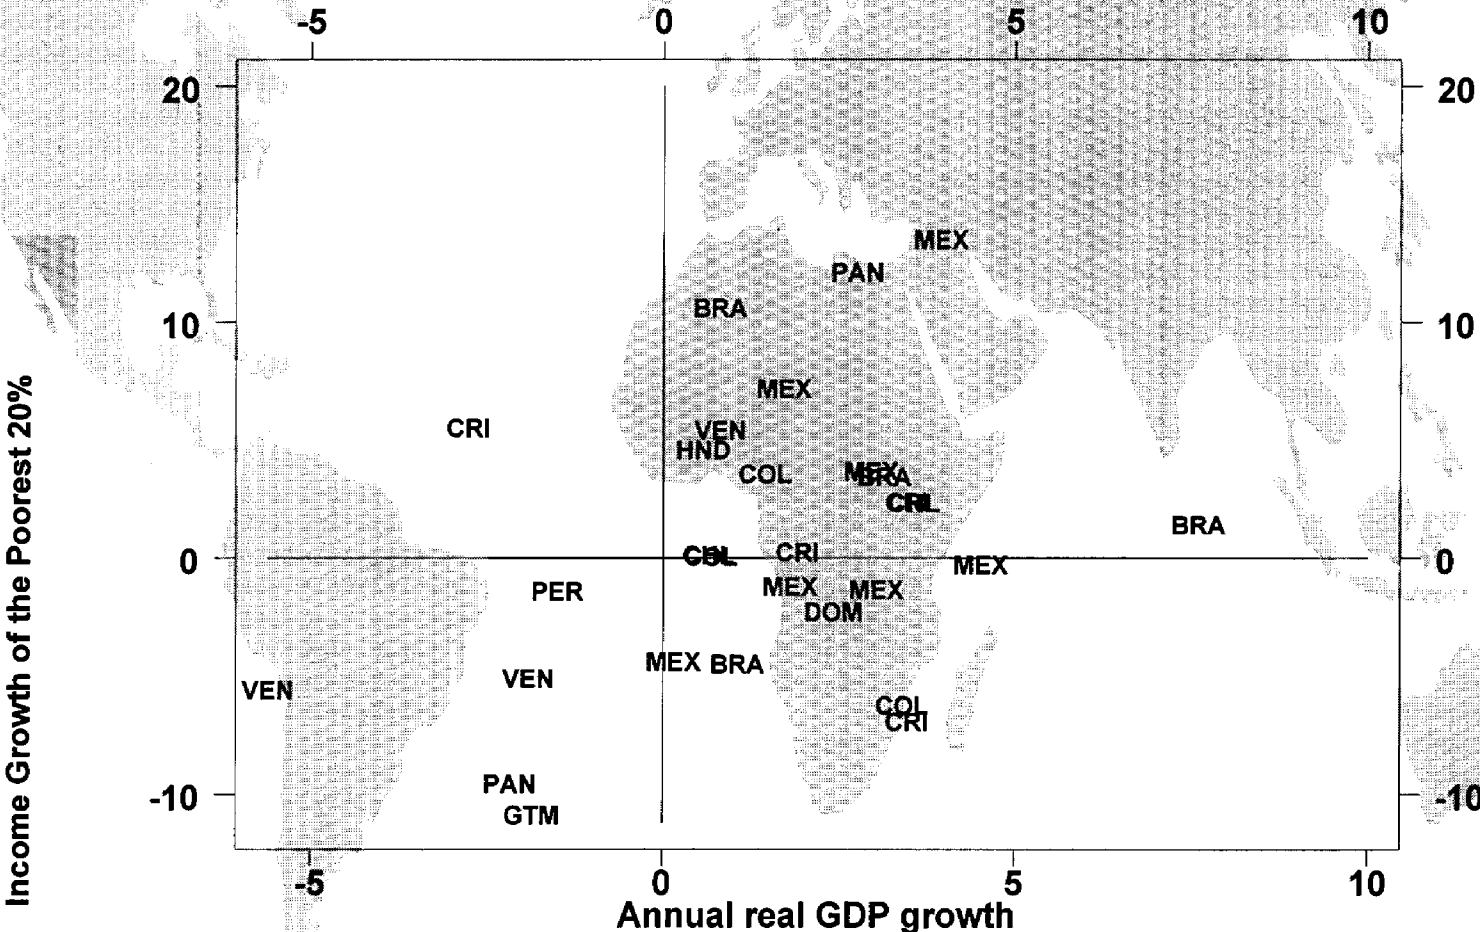 -5 0 5 10
20 20
MEX
PAN
BRA
10 10
MEX
CRI
VEN
HND
COL
MEX
BRA
BRA
CRI
0 0
MEX
PER
MEX
MEX
DOM
MEX BRA
VEN
VEN
COL
CRI
PAN
-10 -10
GTM
-5 0 5 10
Annual real GDP growth
Income Growth of the Poorest 20%